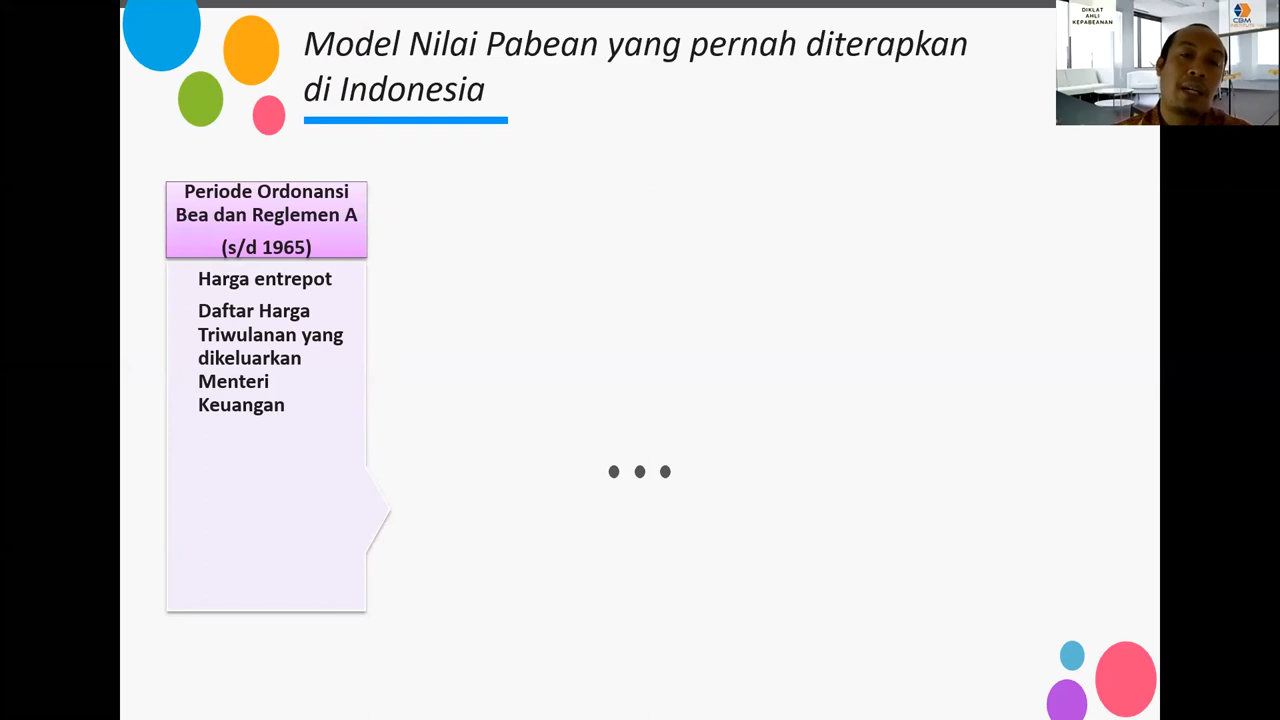 Model Nilai Pabean yang pernah diterapkan
di Indonesia
DIKLAT
AHLI
KEPABEANAN
CBM
Periode Ordonansi
Bea dan Reglemen A
(s/d 1965)
Harga entrepot
Daftar Harga
Triwulanan yang
dikeluarkan
Menteri
Keuangan